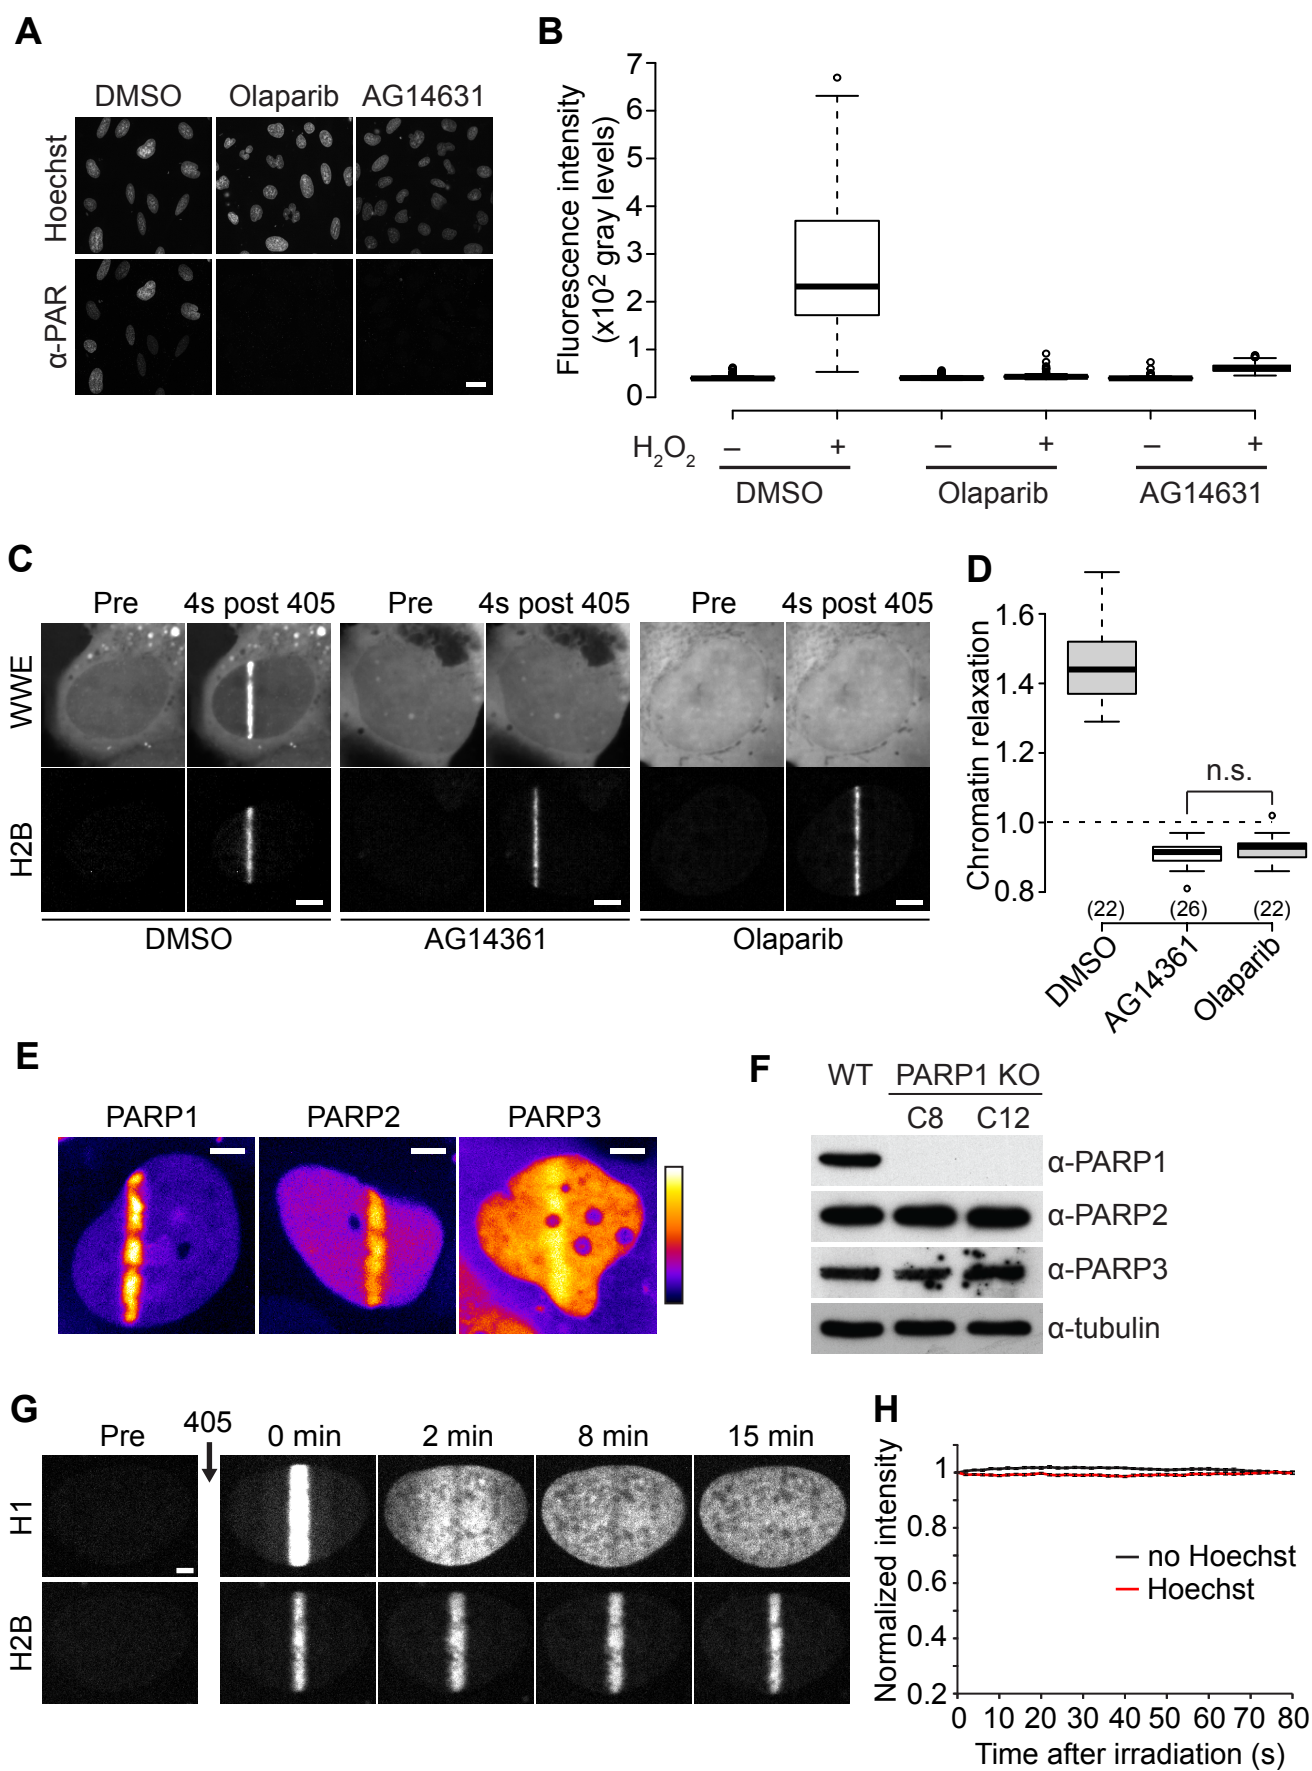 A
DMSO Olaparib AG14631
Hoechst
α-PAR
B
Fluorescence intensity
(x10² gray levels)
7
6
5
4
3
2
1
0
H₂O₂ – + – + – +
DMSO Olaparib AG14631
C
Pre 4s post 405 Pre 4s post 405 Pre 4s post 405
WWE
H2B
DMSO AG14361 Olaparib
D
Chromatin relaxation
1.6
1.4
1.2
1.0
0.8
n.s.
(22) (26) (22)
DMSO AG14361 Olaparib
E
PARP1 PARP2 PARP3
F
WT PARP1 KO
C8 C12
α-PARP1
α-PARP2
α-PARP3
α-tubulin
G
Pre 405 0 min 2 min 8 min 15 min
H1
H2B
H
Normalized intensity
1
0.8
0.6
0.4
0.2
no Hoechst
Hoechst
0 10 20 30 40 50 60 70 80
Time after irradiation (s)